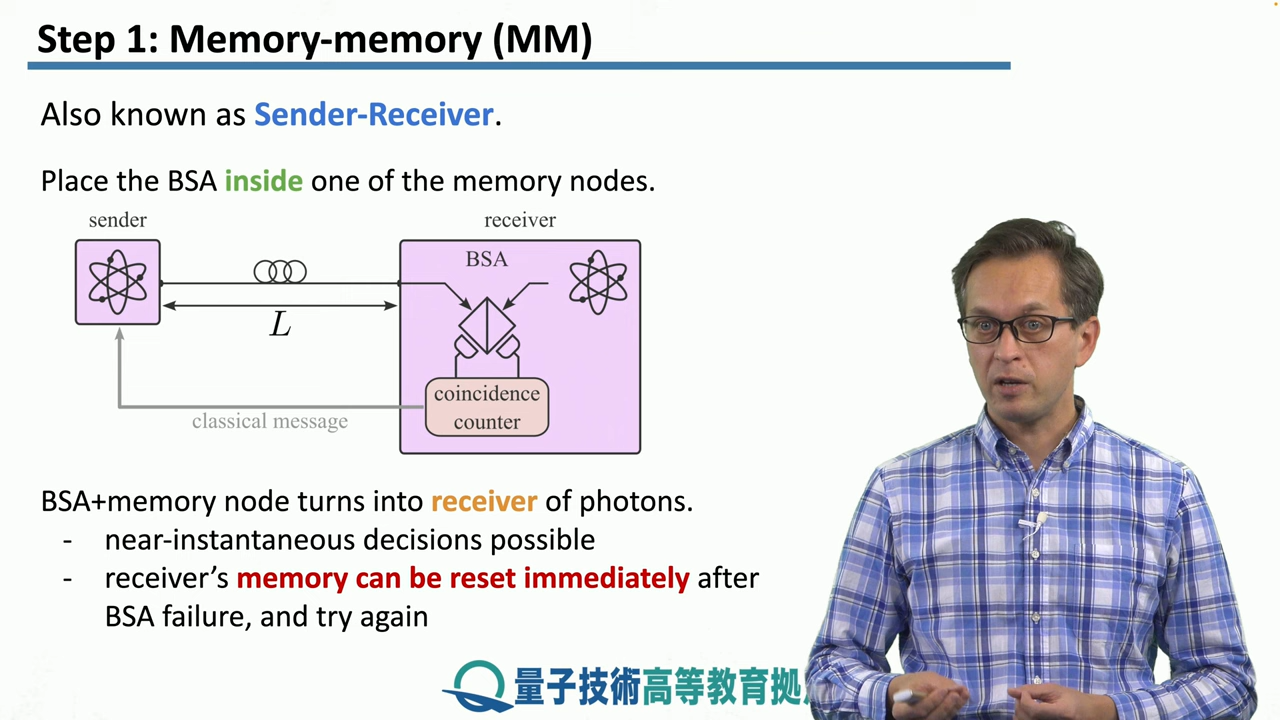 Step 1: Memory-memory (MM)
Also known as Sender-Receiver.
Place the BSA inside one of the memory nodes.
sender
receiver
BSA
L
coincidence
counter
classical message
BSA+memory node turns into receiver of photons.
- near-instantaneous decisions possible
- receiver's memory can be reset immediately after
BSA failure, and try again
量子技術高等教育拠